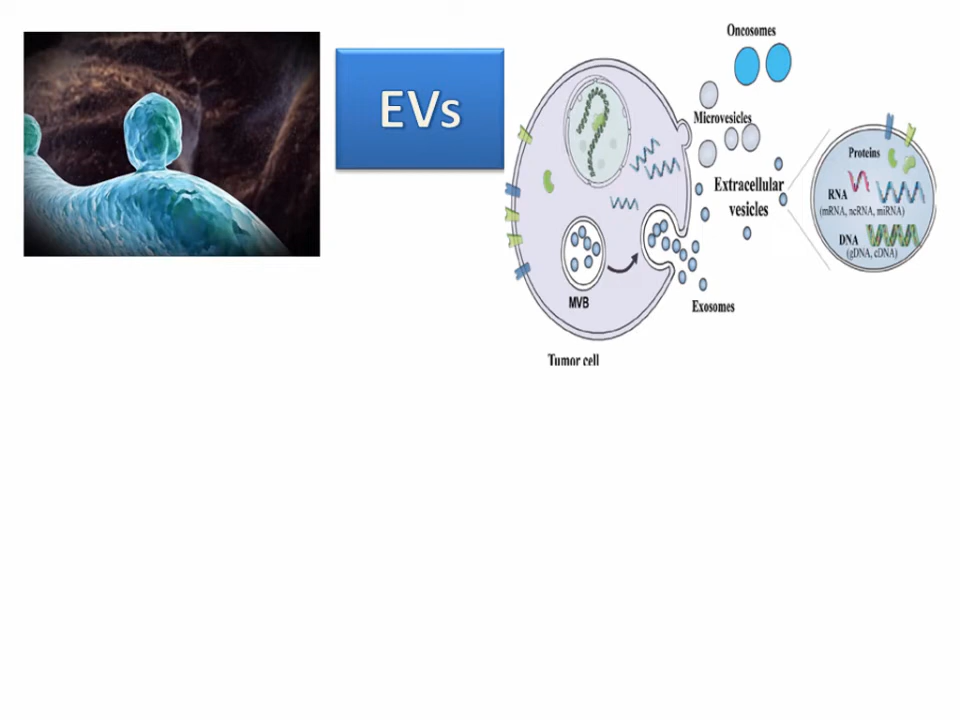 EVs
Oncosomes
Microvesicles
Extracellular
vesicles
Proteins
RNA
(mRNA, ncRNA, miRNA)
DNA
(gDNA, cDNA)
MVB
Exosomes
Tumor cell